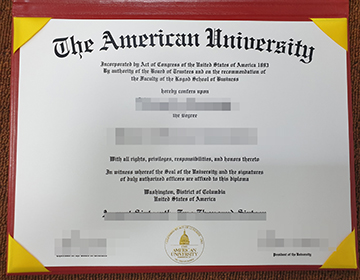 The American University
Incorporated by Act of Congress of the United States of America 1893
By authority of the Board of Trustees and on the recommendation
of the Faculty of the Kogod School of Business
hereby confers upon
the degree
With all rights, privileges, responsibilities, and honors thereto
In witness whereof the Seal of the University and the signatures
of duly authorized officers are affixed to this diploma
Washington, District of Columbia
United States of America
AMERICAN
UNIVERSITY
President of the University